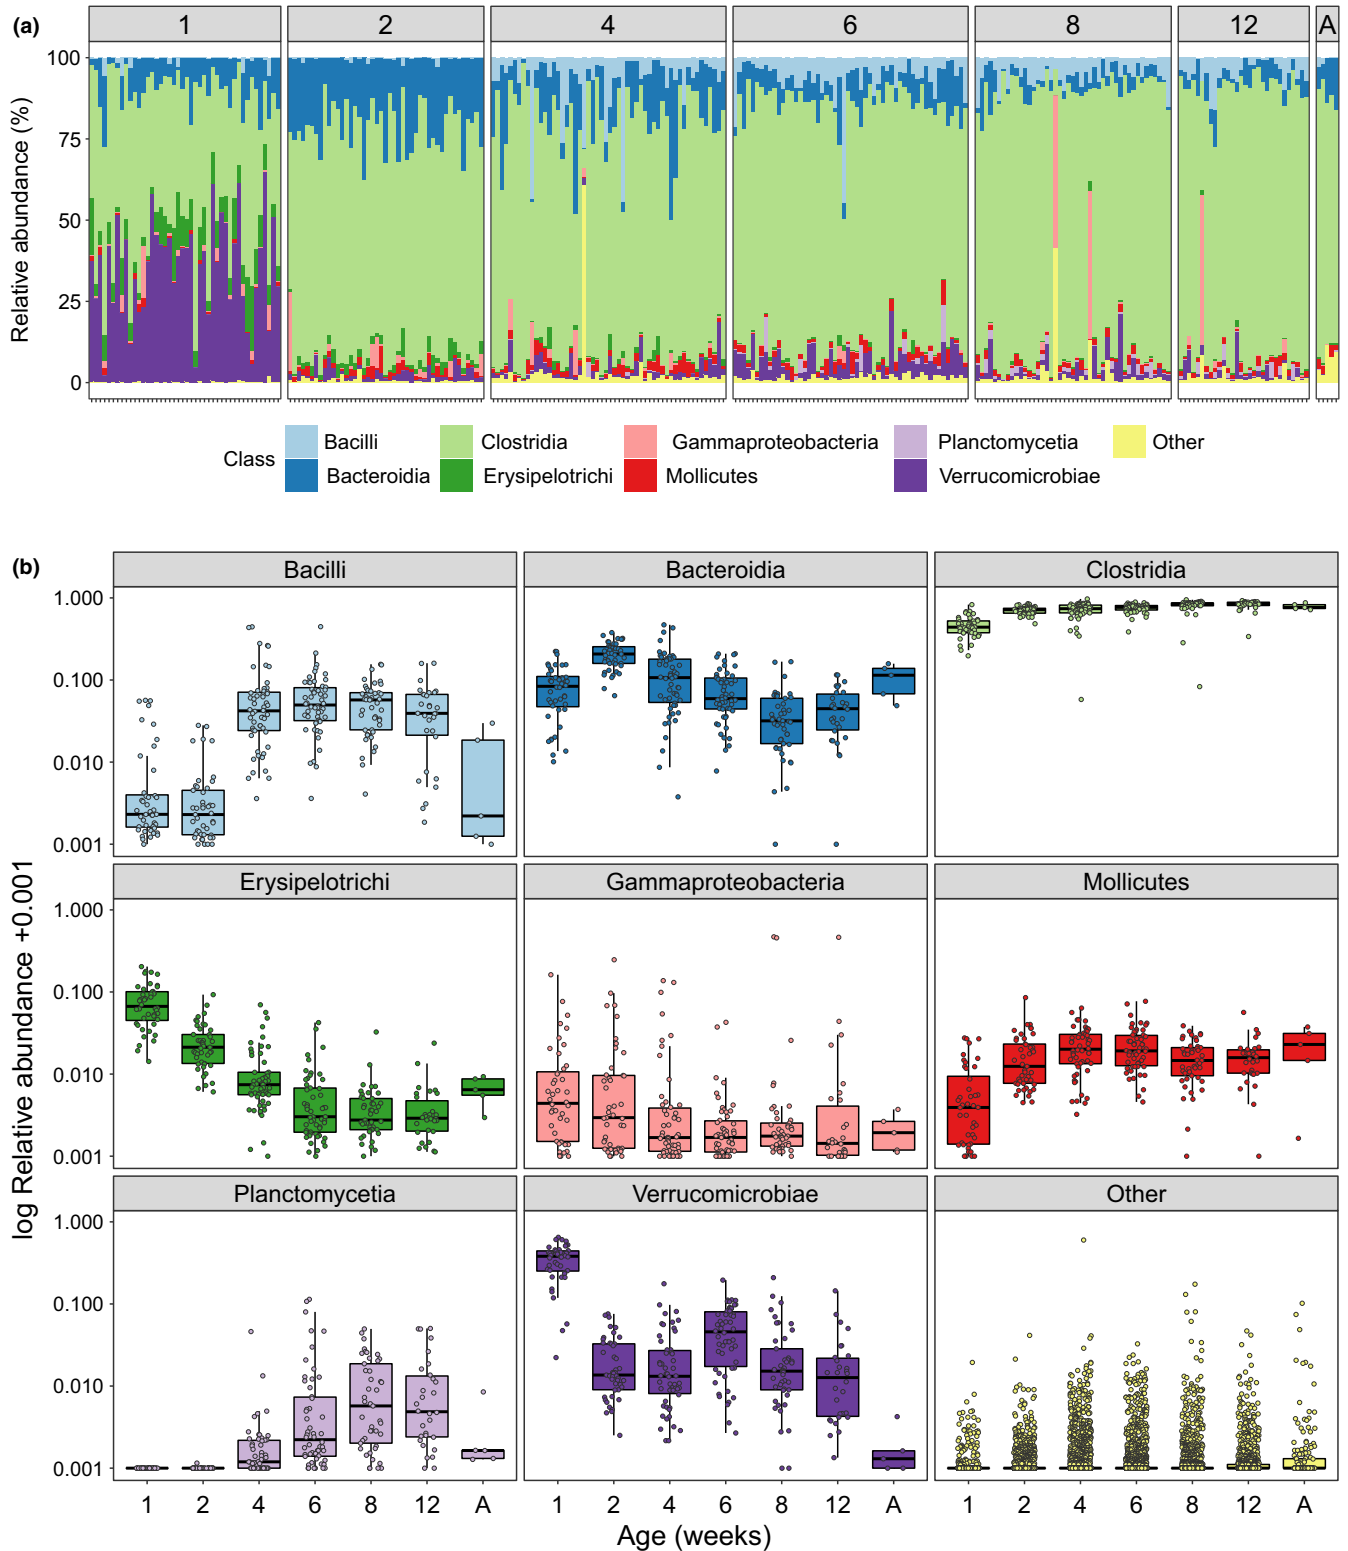 (a)
1 2 4 6 8 12 A
Relative abundance (%)
100
75
50
25
0
Class
Bacilli Clostridia Gammaproteobacteria Planctomycetia Other
Bacteroidia Erysipelotrichi Mollicutes Verrucomicrobiae
(b)
log Relative abundance +0.001
Bacilli Bacteroidia Clostridia
1.000
0.100
0.010
0.001
Erysipelotrichi Gammaproteobacteria Mollicutes
1.000
0.100
0.010
0.001
Planctomycetia Verrucomicrobiae Other
1.000
0.100
0.010
0.001
1 2 4 6 8 12 A 1 2 4 6 8 12 A 1 2 4 6 8 12 A
Age (weeks)